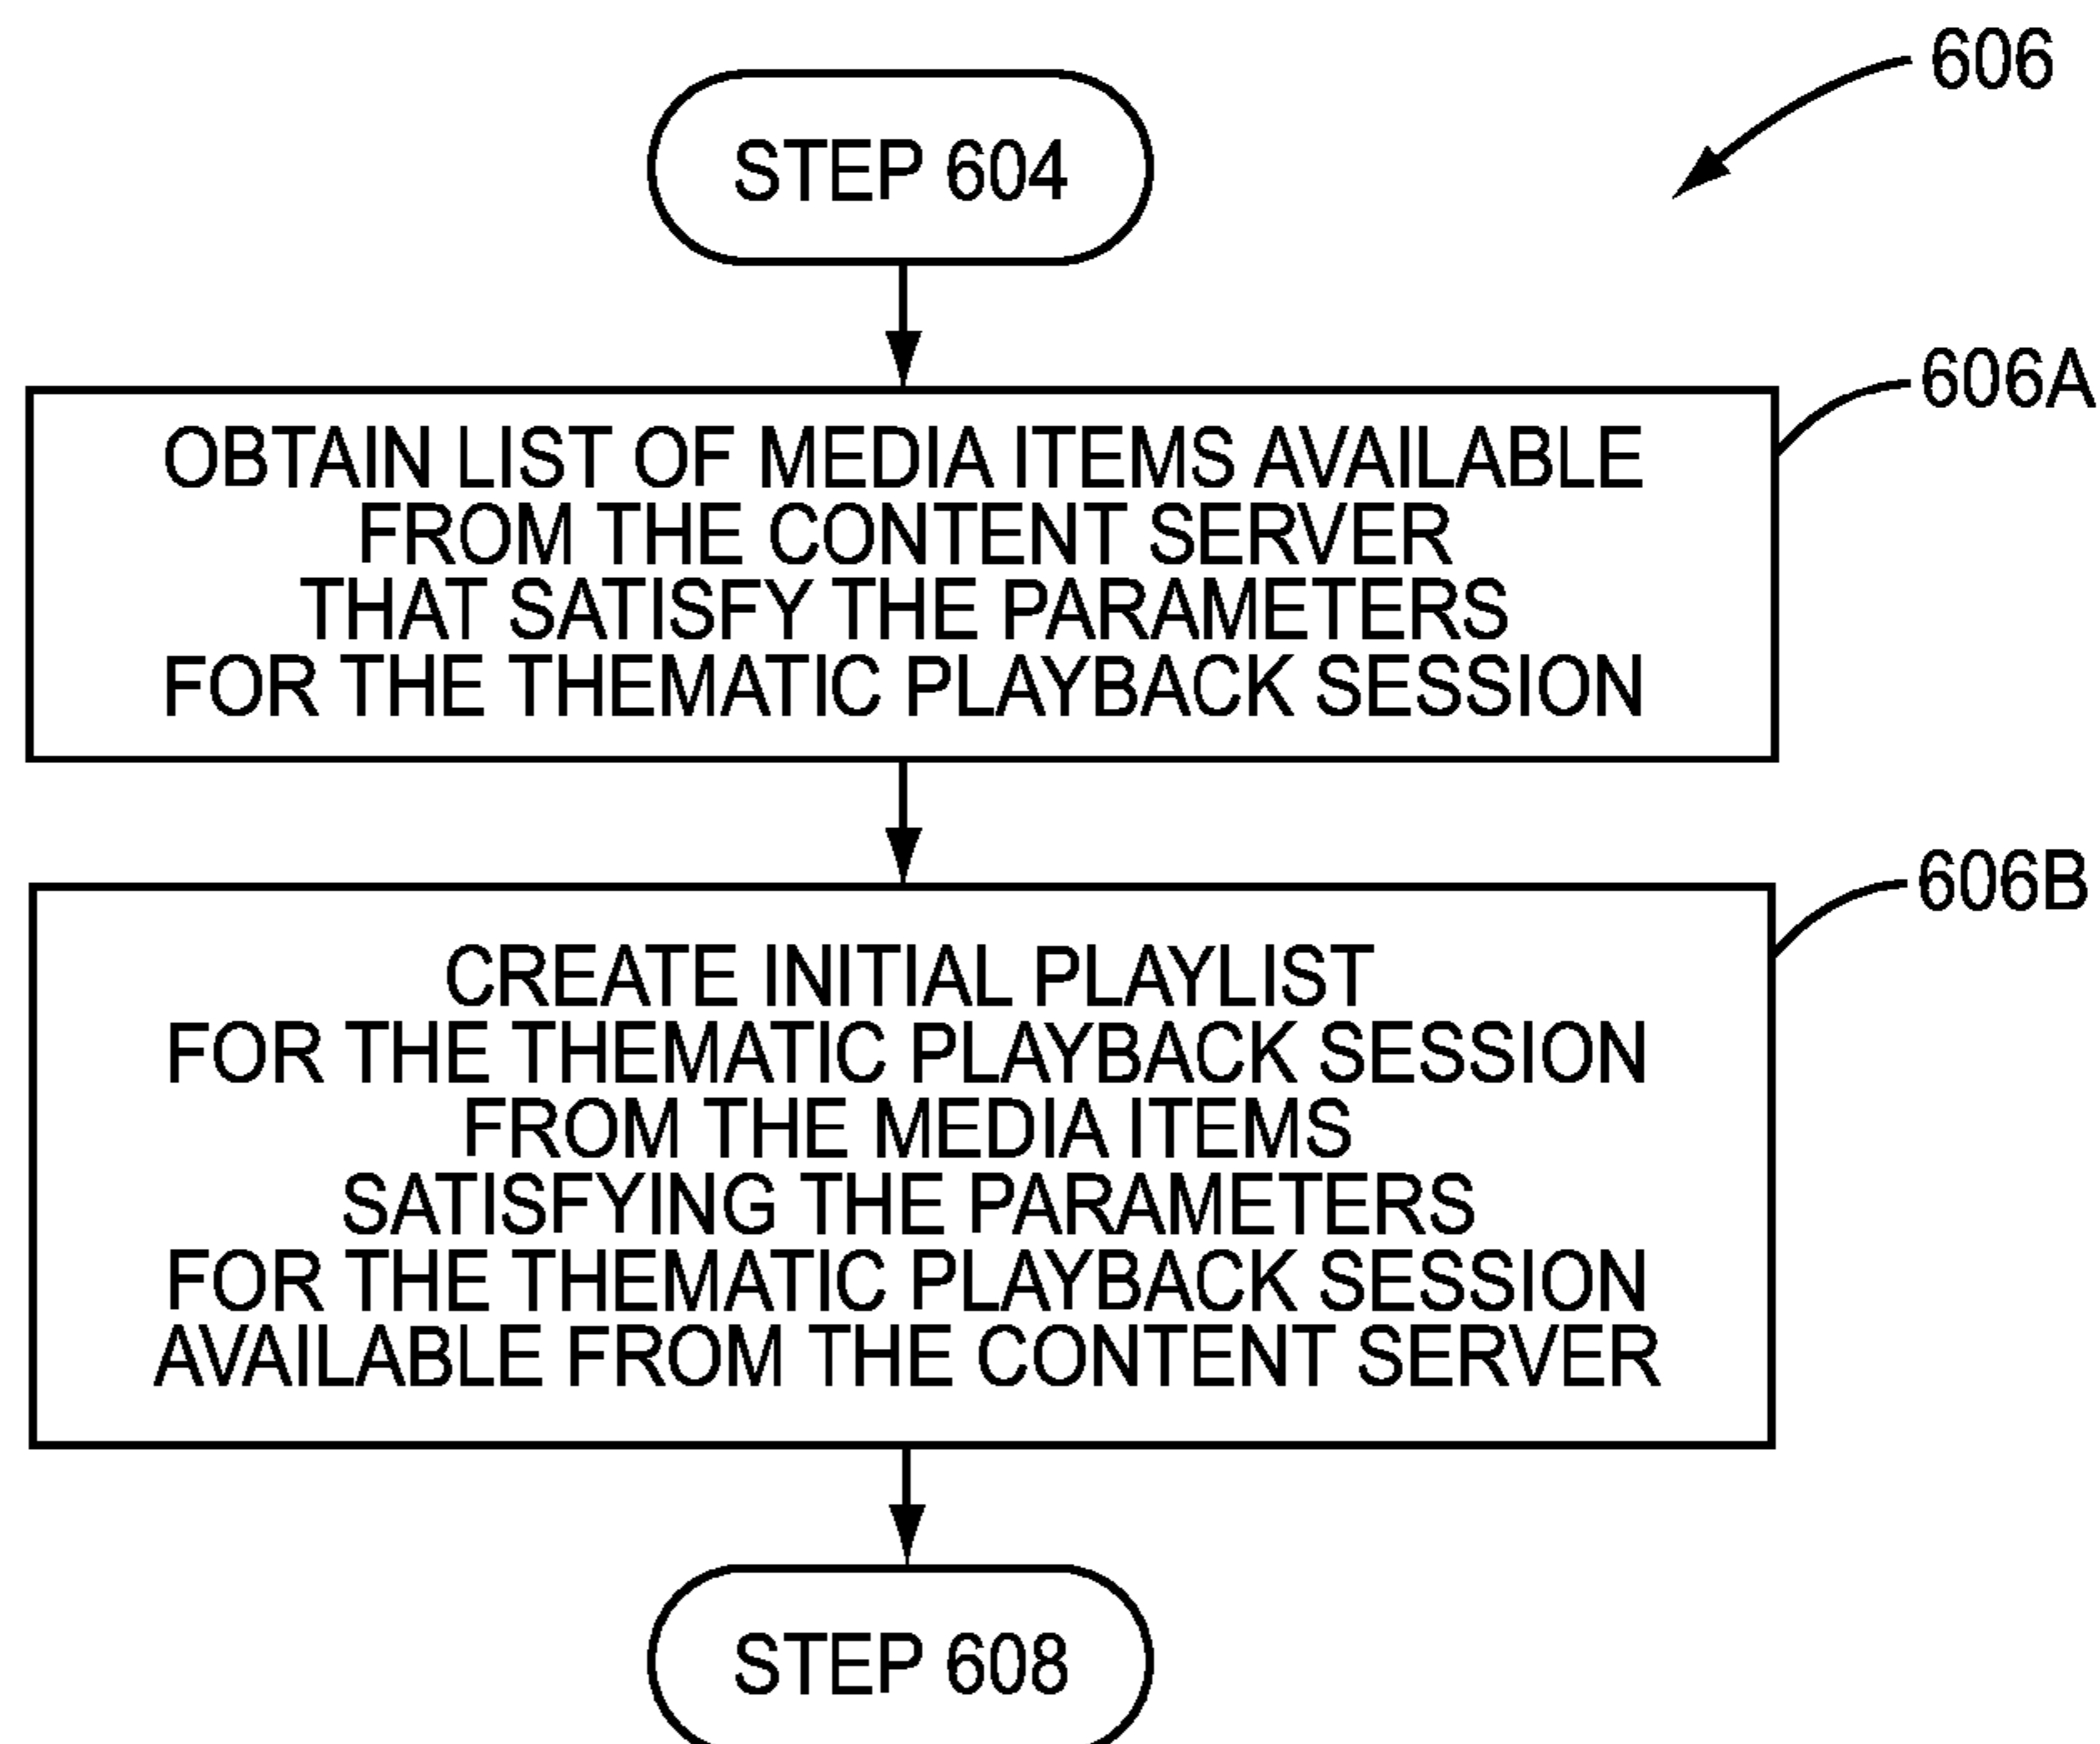 606
STEP 604
606A
OBTAIN LIST OF MEDIA ITEMS AVAILABLE
FROM THE CONTENT SERVER
THAT SATISFY THE PARAMETERS
FOR THE THEMATIC PLAYBACK SESSION
606B
CREATE INITIAL PLAYLIST
FOR THE THEMATIC PLAYBACK SESSION
FROM THE MEDIA ITEMS
SATISFYING THE PARAMETERS
FOR THE THEMATIC PLAYBACK SESSION
AVAILABLE FROM THE CONTENT SERVER
STEP 608